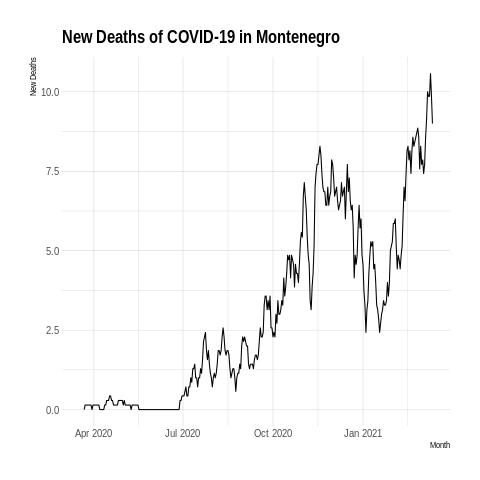 New Deaths of COVID-19 in Montenegro
New Deaths
10.0
7.5
5.0
2.5
0.0
Apr 2020
Jul 2020
Oct 2020
Jan 2021
Month